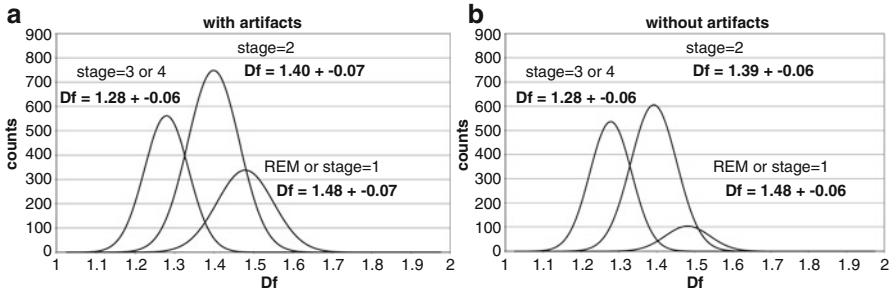 a
with artifacts
900
800
700
600
500
400
300
200
100
0
counts
stage=2
Df = 1.40 + -0.07
stage=3 or 4
Df = 1.28 + -0.06
REM or stage=1
Df = 1.48 + -0.07
1 1.1 1.2 1.3 1.4 1.5 1.6 1.7 1.8 1.9 2
Df
b
without artifacts
900
800
700
600
500
400
300
200
100
0
counts
stage=2
Df = 1.39 + -0.06
stage=3 or 4
Df = 1.28 + -0.06
REM or stage=1
Df = 1.48 + -0.06
1 1.1 1.2 1.3 1.4 1.5 1.6 1.7 1.8 1.9 2
Df